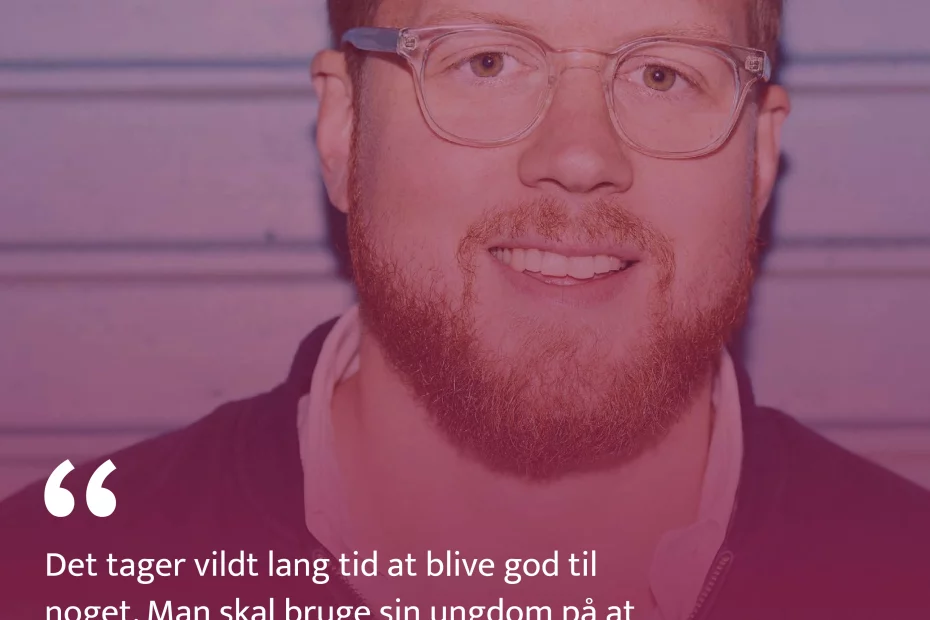 “
Det tager vildt lang tid at blive god til
noget. Man skal bruge sin ungdom på at